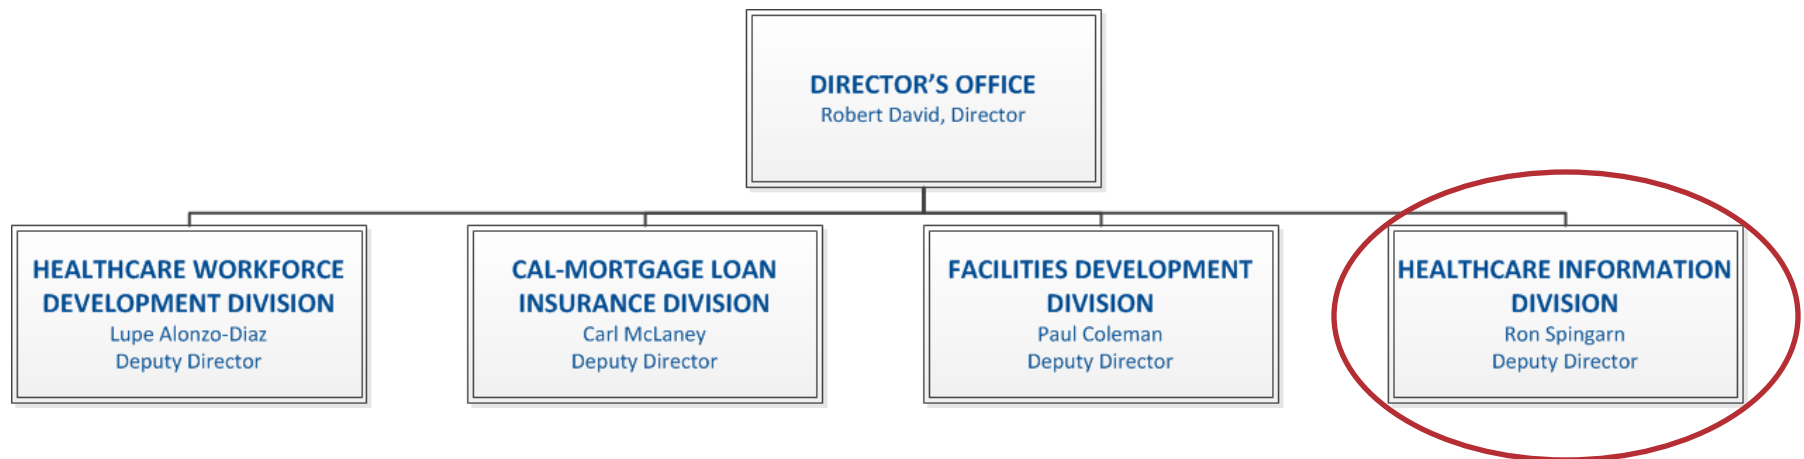 DIRECTOR’S OFFICE
Robert David, Director
HEALTHCARE WORKFORCE
DEVELOPMENT DIVISION
Lupe Alonzo-Diaz
Deputy Director
CAL-MORTGAGE LOAN
INSURANCE DIVISION
Carl McLaney
Deputy Director
FACILITIES DEVELOPMENT
DIVISION
Paul Coleman
Deputy Director
HEALTHCARE INFORMATION
DIVISION
Ron Spingarn
Deputy Director